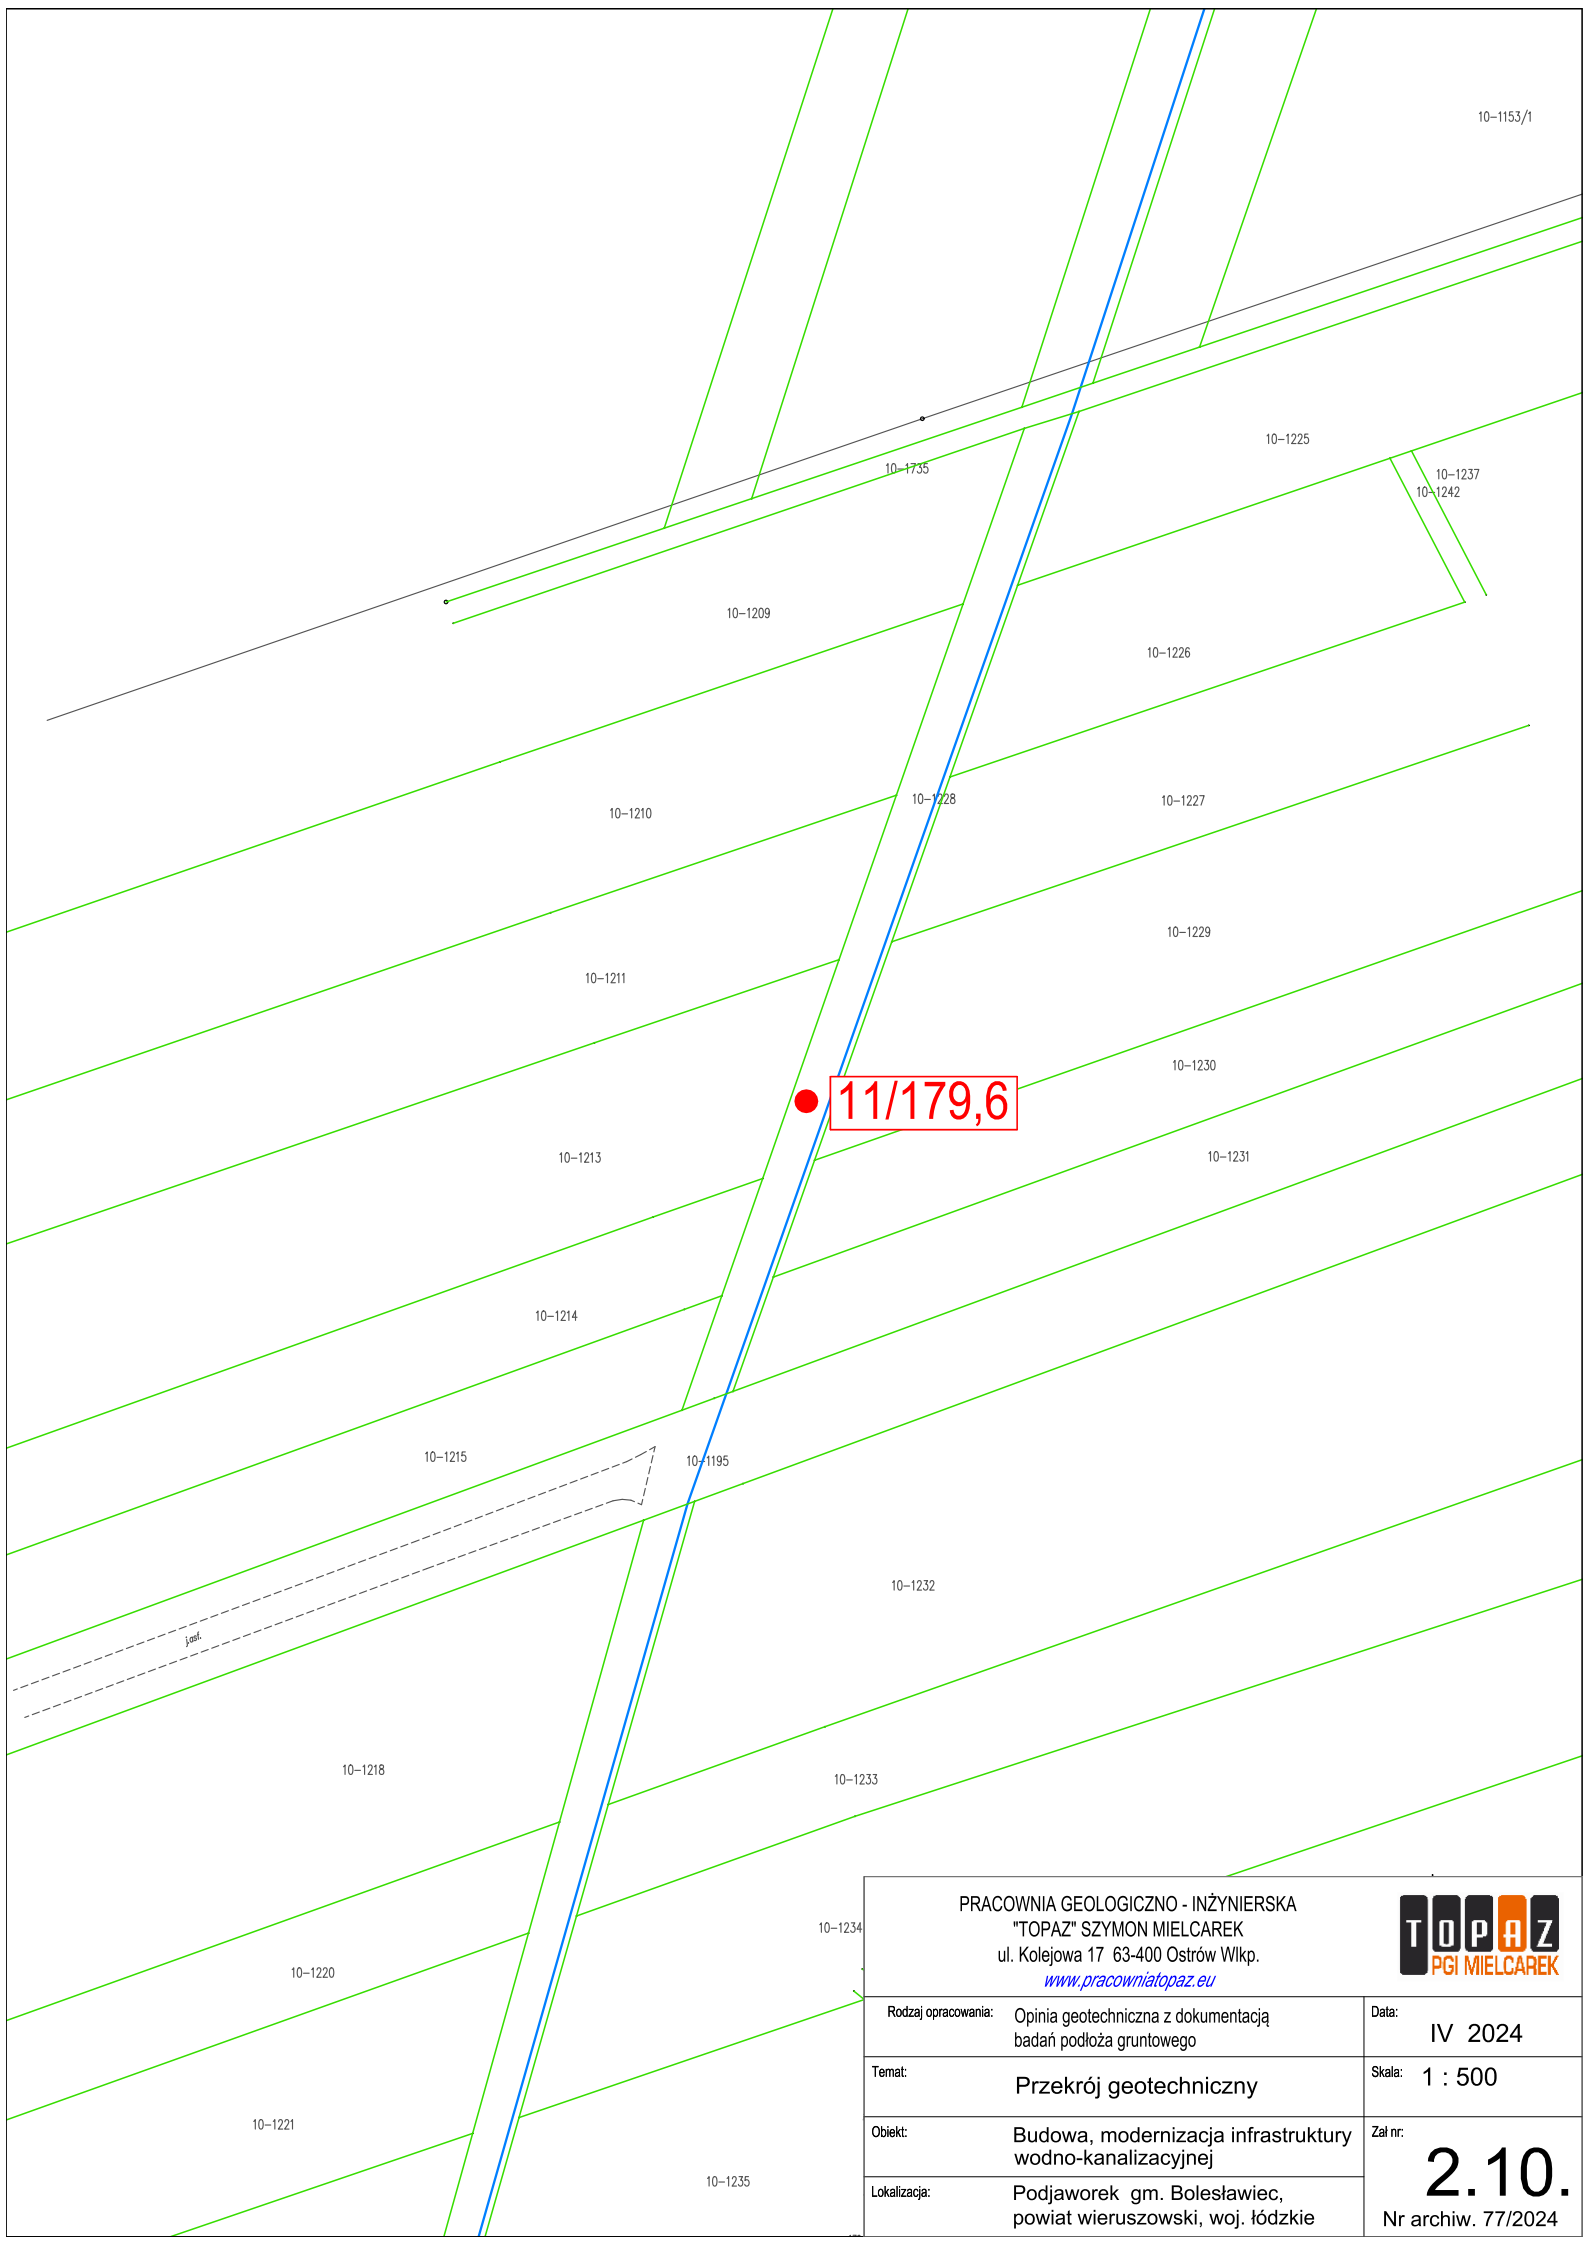 10-1153/1
10-1225
10-1735
10-1237
10-1242
10-1209
10-1226
10-1228
10-1227
10-1210
10-1229
10-1211
10-1230
11/179,6
10-1213
10-1231
10-1214
10-1215
10-1195
10-1232
j.asf.
10-1218
10-1233
10-1234
10-1220
10-1221
10-1235
PRACOWNIA GEOLOGICZNO - INŻYNIERSKA
"TOPAZ" SZYMON MIELCAREK
ul. Kolejowa 17 63-400 Ostrów Wlkp.
www.pracowniatopaz.eu
TOPAZ
PGI MIELCAREK
Rodzaj opracowania:
Opinia geotechniczna z dokumentacją
badań podłoża gruntowego
Data:
IV 2024
Temat:
Przekrój geotechniczny
Skala: 1 : 500
Obiekt:
Budowa, modernizacja infrastruktury
wodno-kanalizacyjnej
Zał nr:
2.10.
Lokalizacja:
Podjaworek gm. Bolesławiec,
powiat wieruszowski, woj. łódzkie
Nr archiw. 77/2024